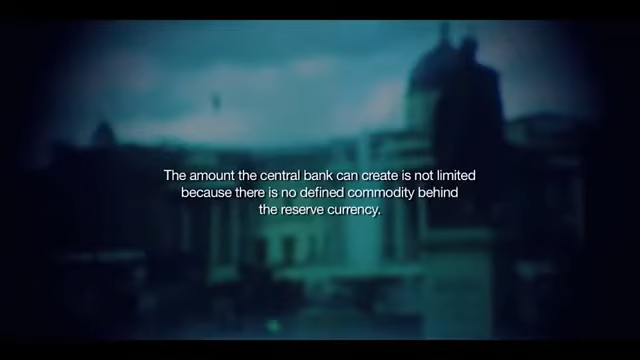 The amount the central bank can create is not limited
because there is no defined commodity behind
the reserve currency.